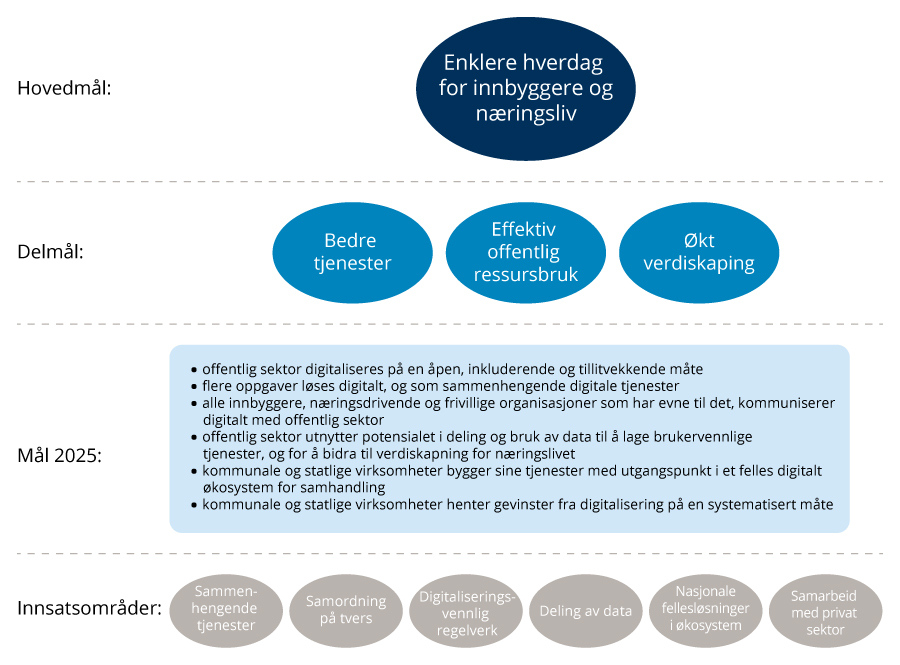 Hovedmål:
Enklere hverdag
for innbyggere og
næringsliv
Delmål:
Bedre
tjenester
Effektiv
offentlig
ressursbruk
Økt
verdiskaping
Mål 2025:
• offentlig sektor digitaliseres på en åpen, inkluderende og tillitvekkende måte
• flere oppgaver løses digitalt, og som sammenhengende digitale tjenester
• alle innbyggere, næringsdrivende og frivillige organisasjoner som har evne til det, kommuniserer
digitalt med offentlig sektor
• offentlig sektor utnytter potensialet i deling og bruk av data til å lage brukervennlige
tjenester, og for å bidra til verdiskapning for næringslivet
• kommunale og statlige virksomheter bygger sine tjenester med utgangspunkt i et felles digitalt
økosystem for samhandling
• kommunale og statlige virksomheter henter gevinster fra digitalisering på en systematisert måte
Innsatsområder:
Sammen-
hengende
tjenester
Samordning
på tvers
Digitaliserings-
vennlig
regelverk
Deling av data
Nasjonale
fellesløsninger
i økosystem
Samarbeid
med privat
sektor